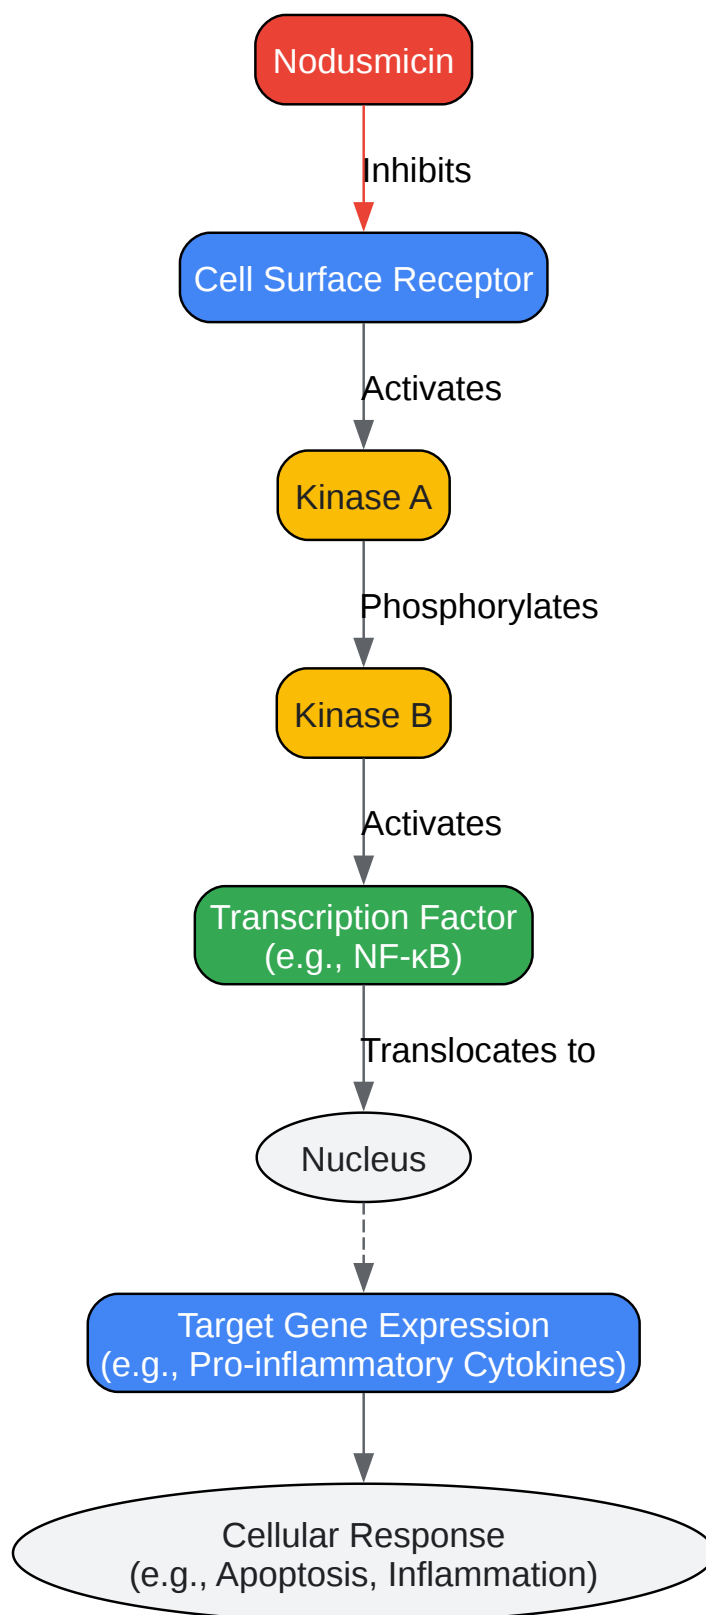 Nodusmicin
Inhibits
Cell Surface Receptor
Activates
Kinase A
Phosphorylates
Kinase B
Activates
Transcription Factor
(e.g., NF-κB)
Translocates to
Nucleus
Target Gene Expression
(e.g., Pro-inflammatory Cytokines)
Cellular Response
(e.g., Apoptosis, Inflammation)